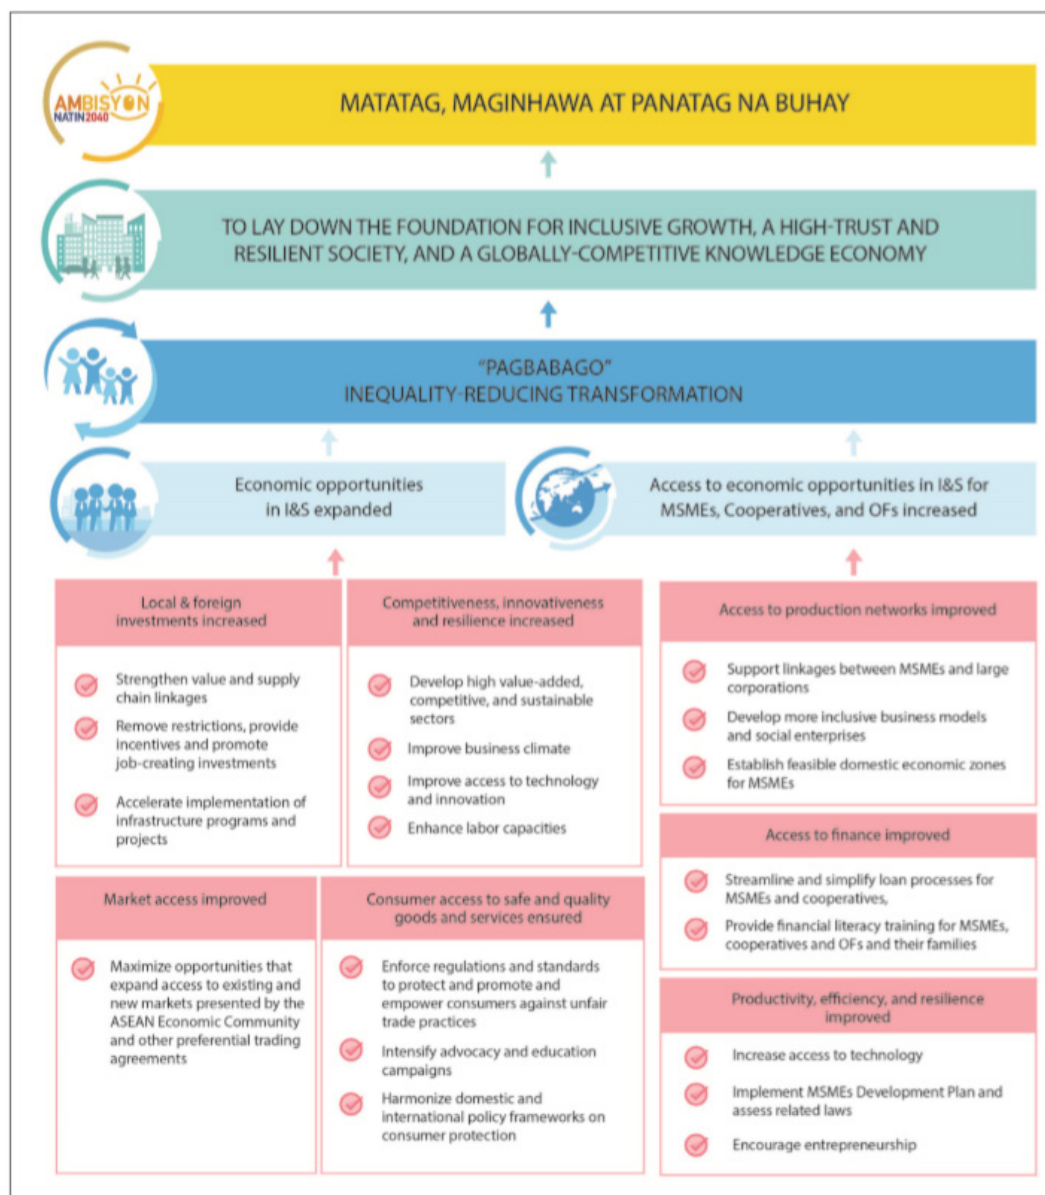 AMBISYON
NATIN2040
MATATAG, MAGINHAWA AT PANATAG NA BUHAY
TO LAY DOWN THE FOUNDATION FOR INCLUSIVE GROWTH, A HIGH-TRUST AND
RESILIENT SOCIETY, AND A GLOBALLY-COMPETITIVE KNOWLEDGE ECONOMY
"PAGBABAGO"
INEQUALITY-REDUCING TRANSFORMATION
Economic opportunities
in I&S expanded
Access to economic opportunities in I&S for
MSMEs, Cooperatives, and OFs increased
Local & foreign
investments increased
Strengthen value and supply
chain linkages
Remove restrictions, provide
incentives and promote
job-creating investments
Accelerate implementation of
infrastructure programs and
projects
Competitiveness, innovativeness
and resilience increased
Develop high value-added,
competitive, and sustainable
sectors
Improve business climate
Improve access to technology
and innovation
Enhance labor capacities
Market access improved
Maximize opportunities that
expand access to existing and
new markets presented by the
ASEAN Economic Community
and other preferential trading
agreements
Consumer access to safe and quality
goods and services ensured
Enforce regulations and standards
to protect and promote and
empower consumers against unfair
trade practices
Intensify advocacy and education
campaigns
Harmonize domestic and
international policy frameworks on
consumer protection
Access to production networks improved
Support linkages between MSMEs and large
corporations
Develop more inclusive business models
and social enterprises
Establish feasible domestic economic zones
for MSMEs
Access to finance improved
Streamline and simplify loan processes for
MSMEs and cooperatives,
Provide financial literacy training for MSMEs,
cooperatives and OFs and their families
Productivity, efficiency, and resilience
improved
Increase access to technology
Implement MSMEs Development Plan and
assess related laws
Encourage entrepreneurship